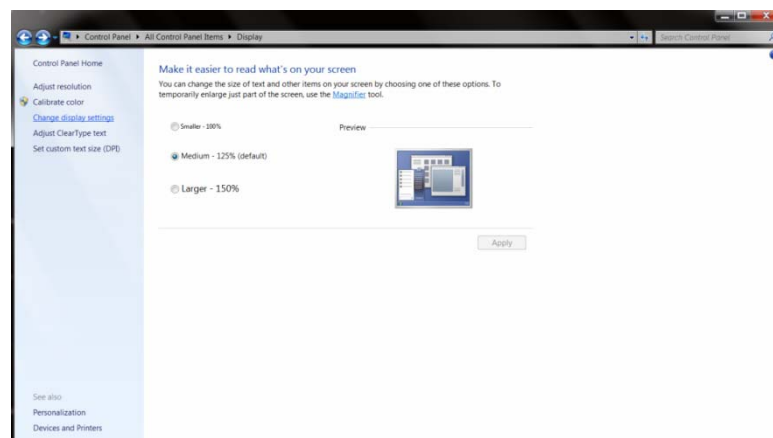 Control Panel ▸ All Control Panel Items ▸ Display
Search Control Panel
Control Panel Home
Adjust resolution
Calibrate color
Change display settings
Adjust ClearType text
Set custom text size (DPI)
Make it easier to read what's on your screen
You can change the size of text and other items on your screen by choosing one of these options. To
temporarily enlarge just part of the screen, use the Magnifier tool.
Smaller - 100%
Preview
Medium - 125% (default)
Larger - 150%
Apply
See also
Personalization
Devices and Printers